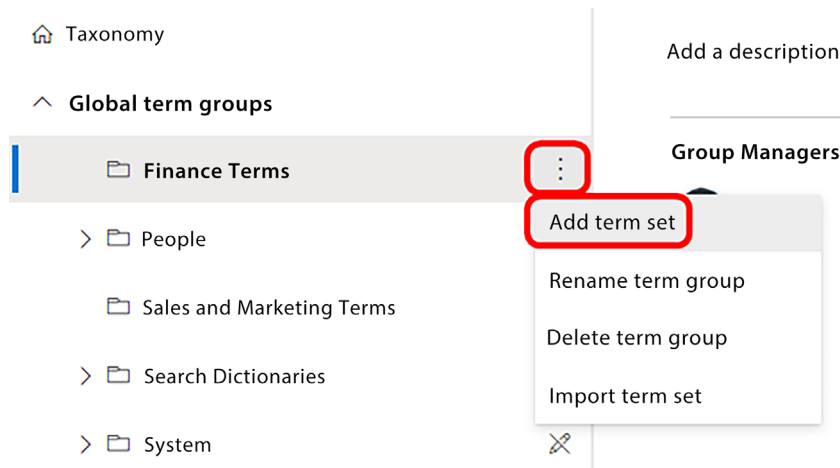 Taxonomy
Global term groups
Finance Terms
People
Sales and Marketing Terms
Search Dictionaries
System
Add a description
Group Managers
Add term set
Rename term group
Delete term group
Import term set